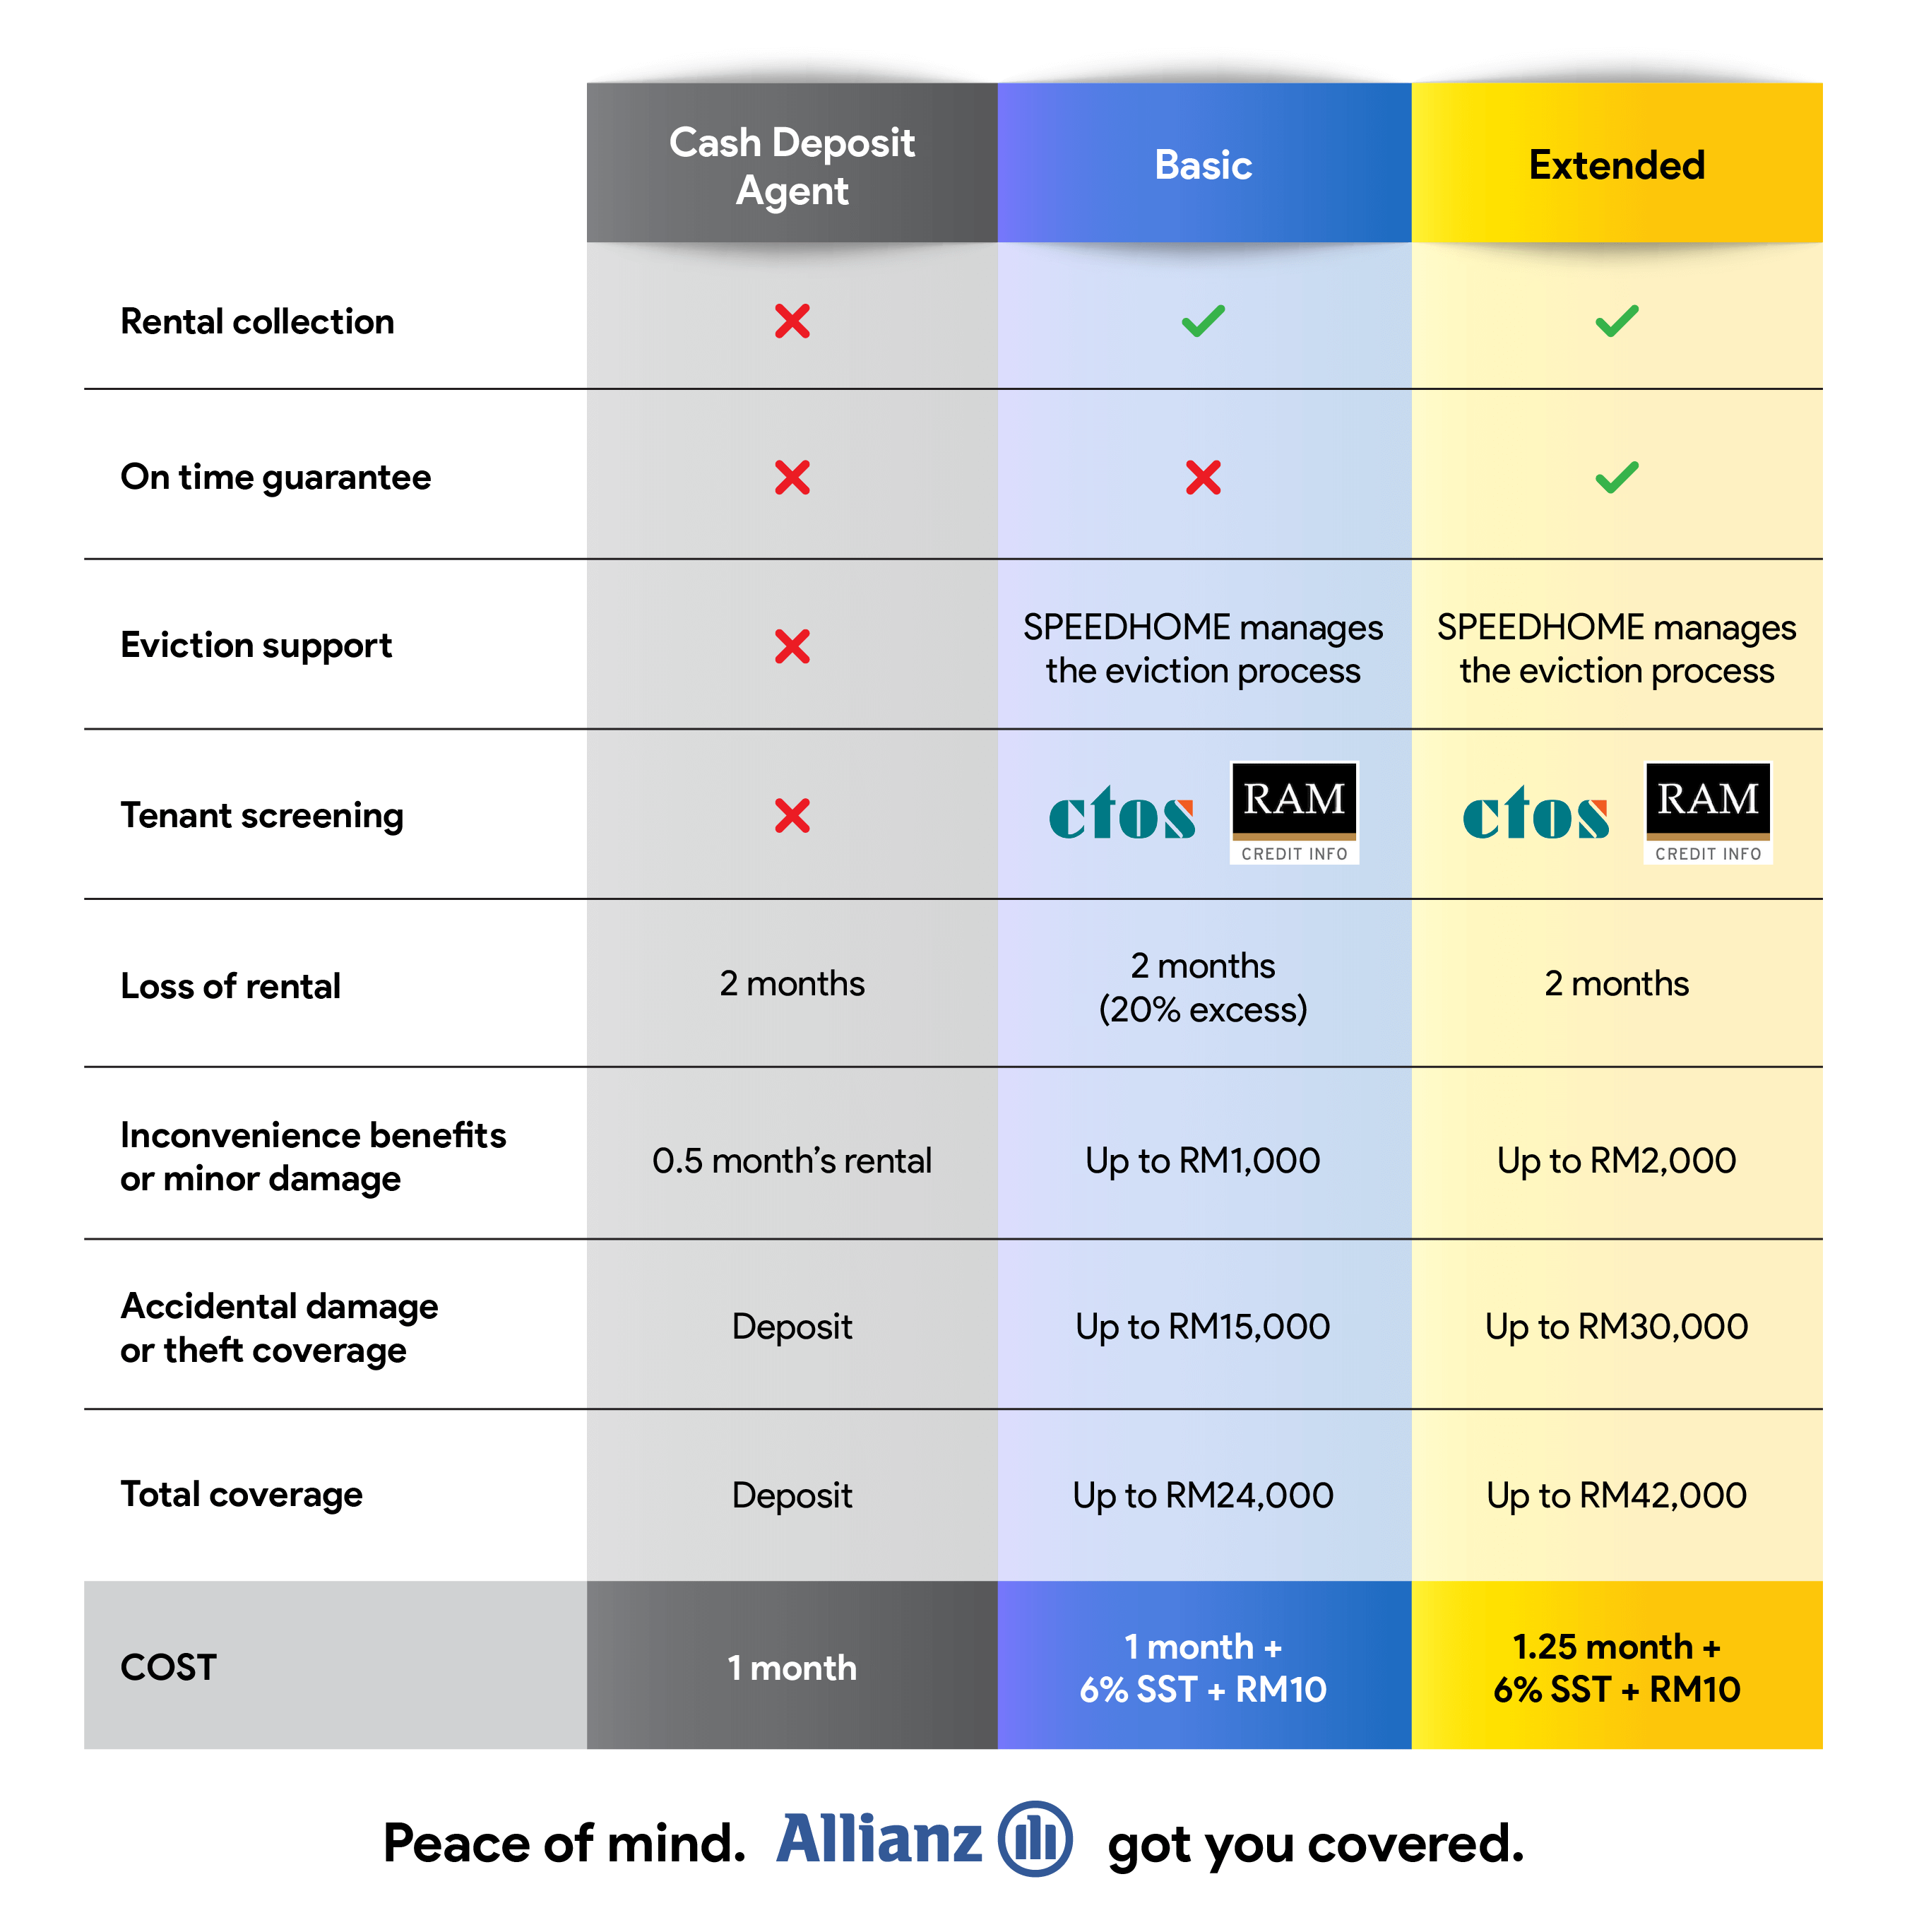 Cash Deposit
Agent
Basic
Extended
Rental collection
On time guarantee
Eviction support
SPEEDHOME manages
the eviction process
SPEEDHOME manages
the eviction process
Tenant screening
ctos
RAM
CREDIT INFO
ctos
RAM
CREDIT INFO
Loss of rental
2 months
2 months
(20% excess)
2 months
Inconvenience benefits
or minor damage
0.5 month’s rental
Up to RM1,000
Up to RM2,000
Accidental damage
or theft coverage
Deposit
Up to RM15,000
Up to RM30,000
Total coverage
Deposit
Up to RM24,000
Up to RM42,000
COST
1 month
1 month +
6% SST + RM10
1.25 month +
6% SST + RM10
Peace of mind. Allianz got you covered.